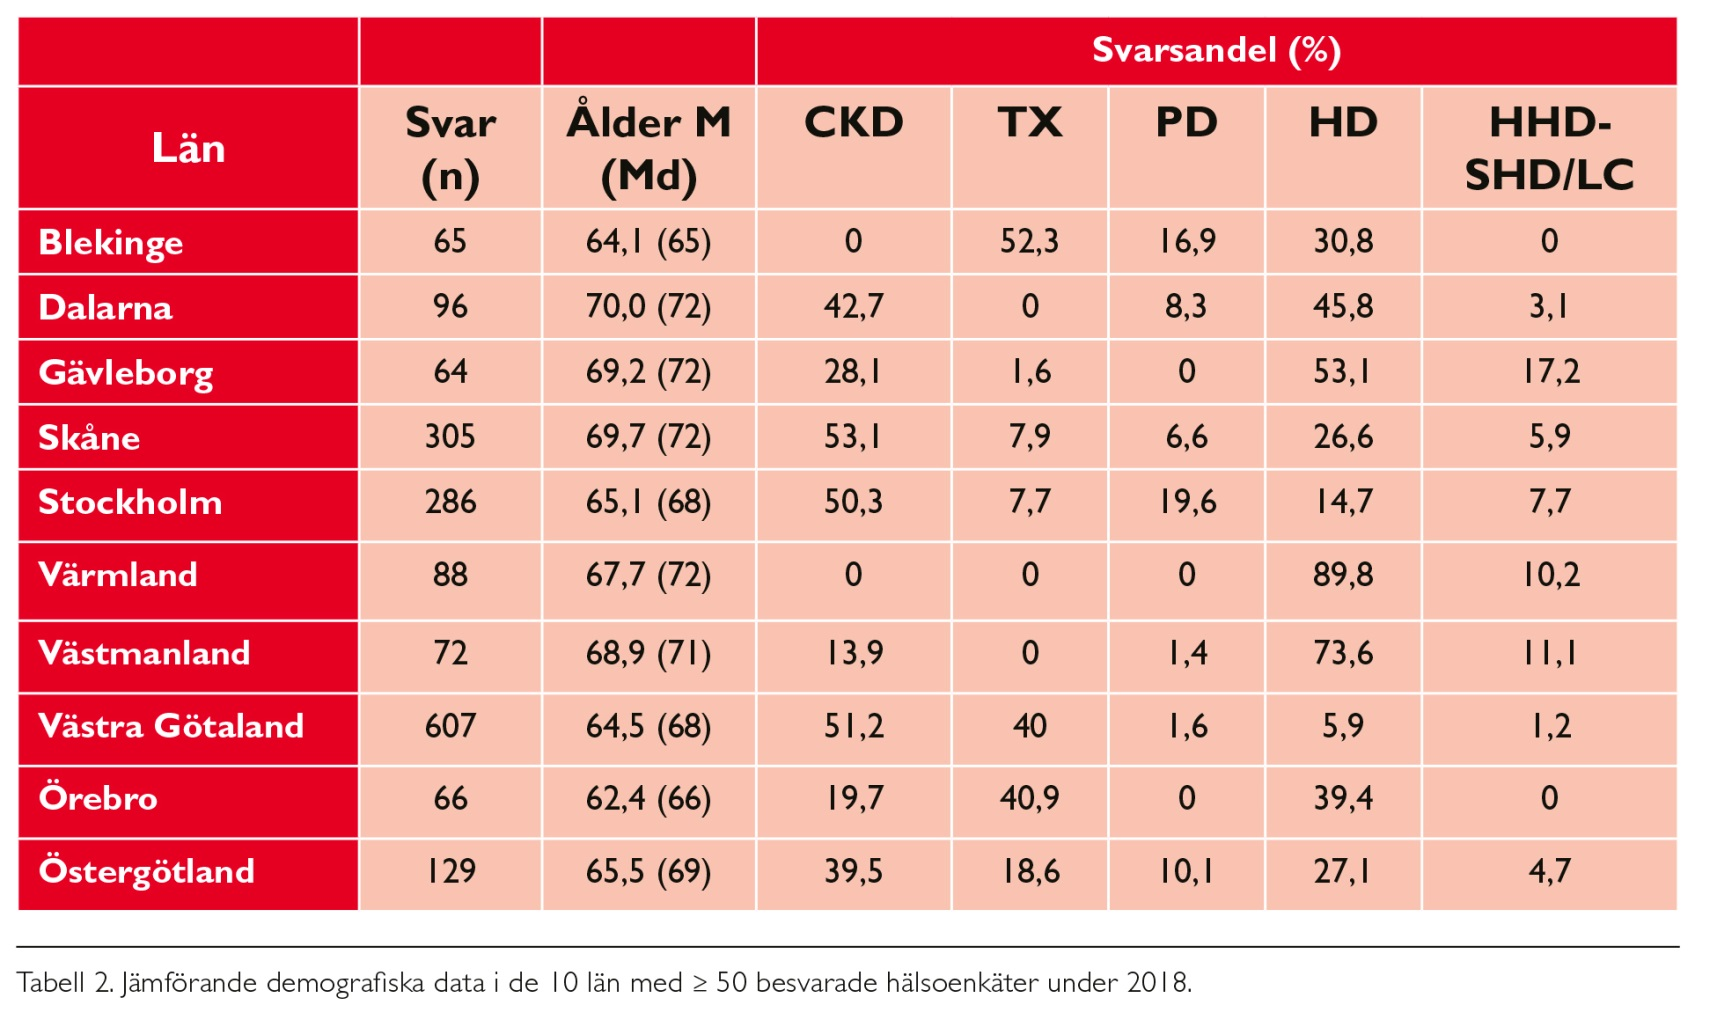 Svarsandel (%)
Län Svar (n) Ålder M (Md) CKD TX PD HD HHD-SHD/LC
Blekinge 65 64,1 (65) 0 52,3 16,9 30,8 0
Dalarna 96 70,0 (72) 42,7 0 8,3 45,8 3,1
Gävleborg 64 69,2 (72) 28,1 1,6 0 53,1 17,2
Skåne 305 69,7 (72) 53,1 7,9 6,6 26,6 5,9
Stockholm 286 65,1 (68) 50,3 7,7 19,6 14,7 7,7
Värmland 88 67,7 (72) 0 0 0 89,8 10,2
Västmanland 72 68,9 (71) 13,9 0 1,4 73,6 11,1
Västra Götaland 607 64,5 (68) 51,2 40 1,6 5,9 1,2
Örebro 66 62,4 (66) 19,7 40,9 0 39,4 0
Östergötland 129 65,5 (69) 39,5 18,6 10,1 27,1 4,7
Tabell 2. Jämförande demografiska data i de 10 län med ≥ 50 besvarade hälsoenkäter under 2018.